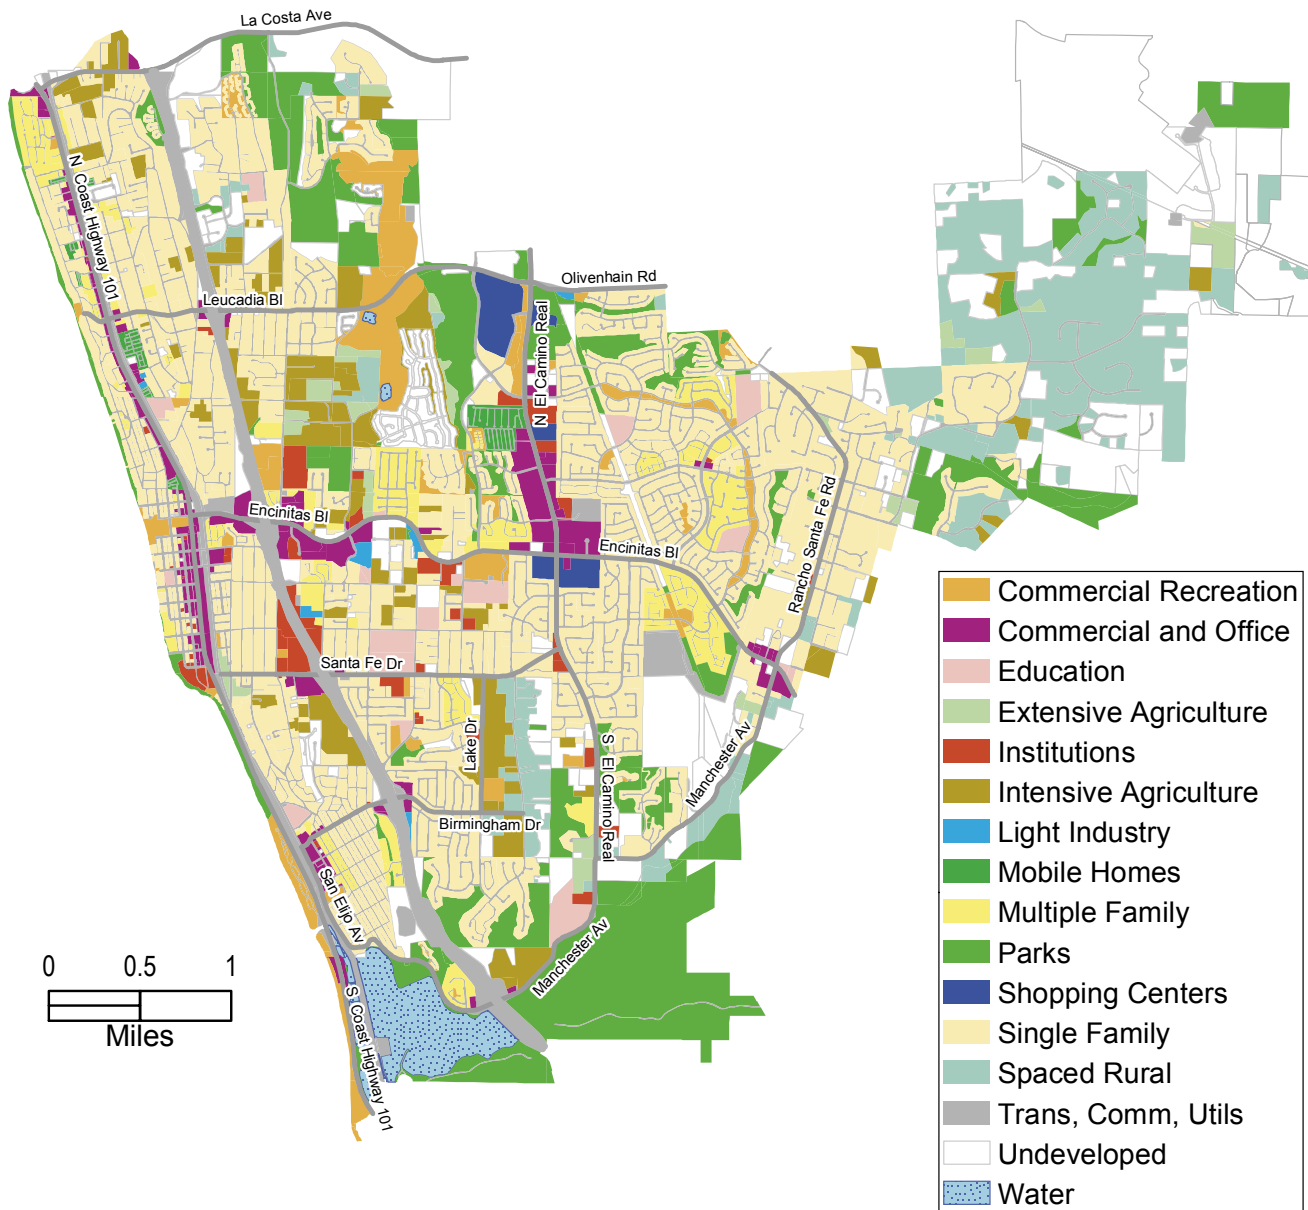 La Costa Ave
N Coast Highway 101
Olivenhain Rd
Leucadia Bl
N El Camino Real
Encinitas Bl
Encinitas Bl
Rancho Santa Fe Rd
Santa Fe Dr
Lake Dr
S El Camino Real
Manchester Av
Birmingham Dr
San Elijo Av
Manchester Av
S Coast Highway 101
0 0.5 1
Miles
Commercial Recreation
Commercial and Office
Education
Extensive Agriculture
Institutions
Intensive Agriculture
Light Industry
Mobile Homes
Multiple Family
Parks
Shopping Centers
Single Family
Spaced Rural
Trans, Comm, Utils
Undeveloped
Water